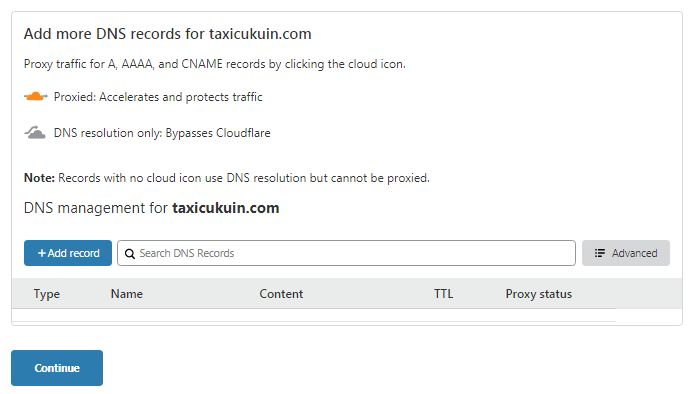 Add more DNS records for taxicukuin.com
Proxy traffic for A, AAAA, and CNAME records by clicking the cloud icon.
Proxied: Accelerates and protects traffic
DNS resolution only: Bypasses Cloudflare
Note: Records with no cloud icon use DNS resolution but cannot be proxied.
DNS management for taxicukuin.com
+Add record Search DNS Records Advanced
Type Name Content TTL Proxy status
Continue